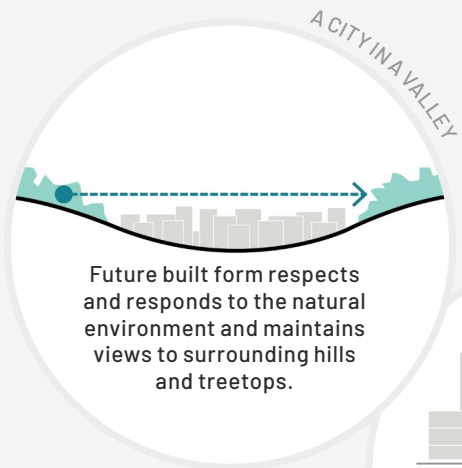 A CITY IN A VALLEY
Future built form respects
and responds to the natural
environment and maintains
views to surrounding hills
and treetops.